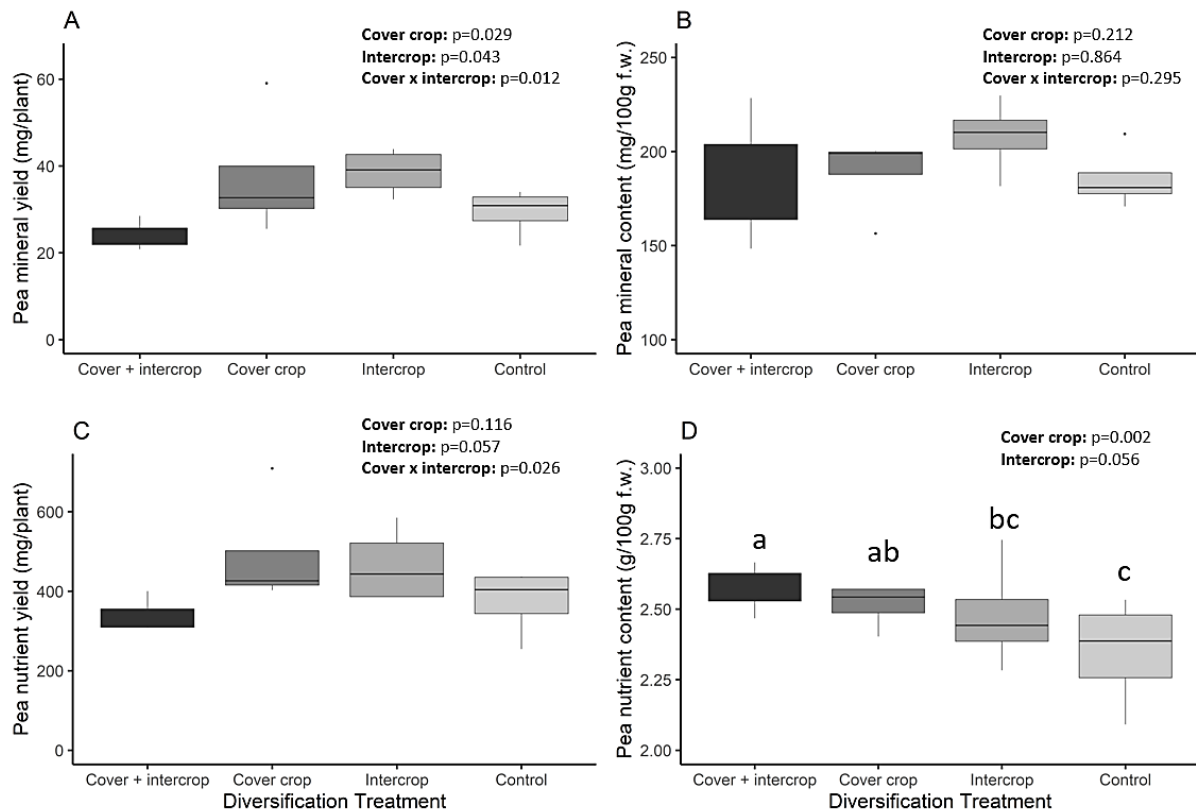 A
Cover crop: p=0.029
Intercrop: p=0.043
Cover x intercrop: p=0.012
Pea mineral yield (mg/plant)
60
40
20
0
Cover + intercrop Cover crop Intercrop Control
B
Cover crop: p=0.212
Intercrop: p=0.864
Cover x intercrop: p=0.295
Pea mineral content (mg/100g f.w.)
250
200
150
100
Cover + intercrop Cover crop Intercrop Control
C
Cover crop: p=0.116
Intercrop: p=0.057
Cover x intercrop: p=0.026
Pea nutrient yield (mg/plant)
600
400
200
0
Cover + intercrop Cover crop Intercrop Control
Diversification Treatment
D
Cover crop: p=0.002
Intercrop: p=0.056
Pea nutrient content (g/100g f.w.)
3.00
2.75
2.50
2.25
2.00
a ab bc c
Cover + intercrop Cover crop Intercrop Control
Diversification Treatment